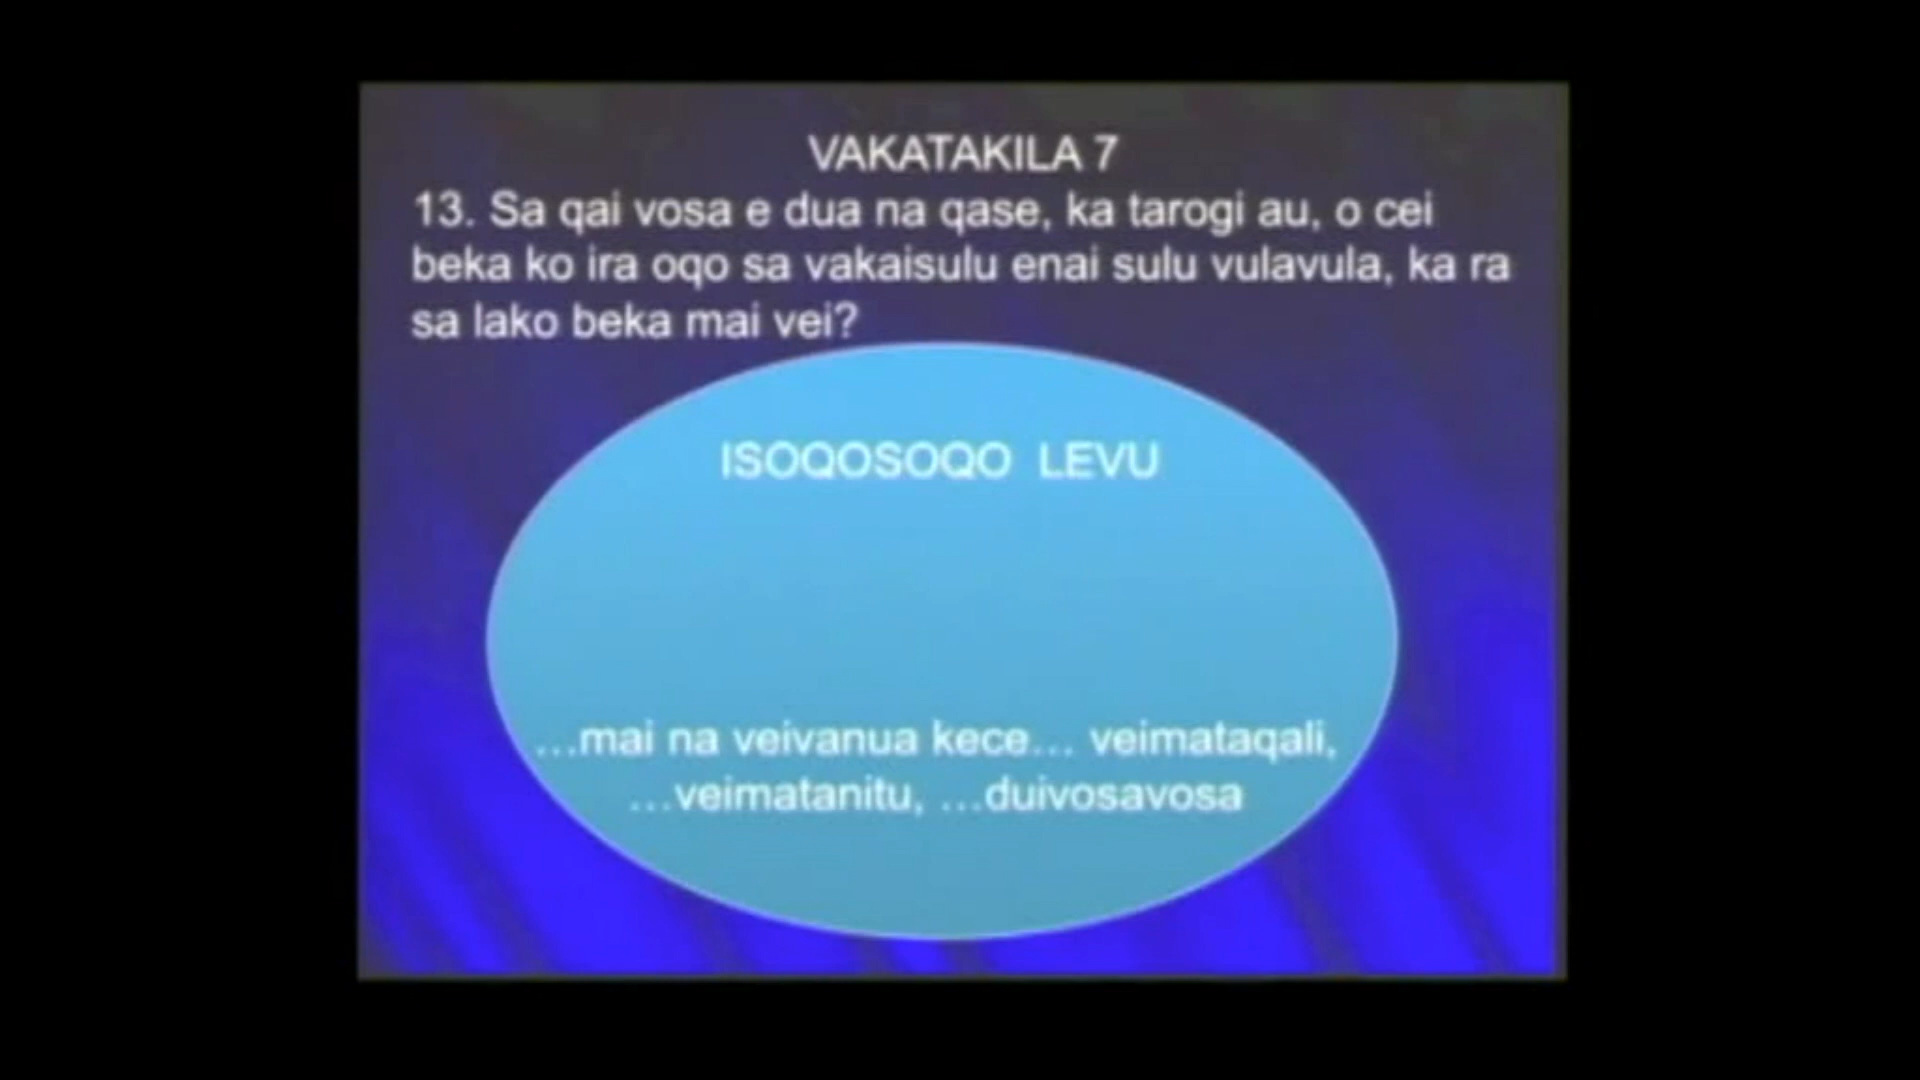 VAKATAKILA 7
13. Sa qai vosa e dua na qase, ka tarogi au, o cei
beka ko ira oqo sa vakaisulu enai sulu vulavula, ka ra
sa lako beka mai vei?
ISOQOSOQO LEVU
...mai na veivanua kece... veimataqali,
...veimatanitu, ...duivosavosa